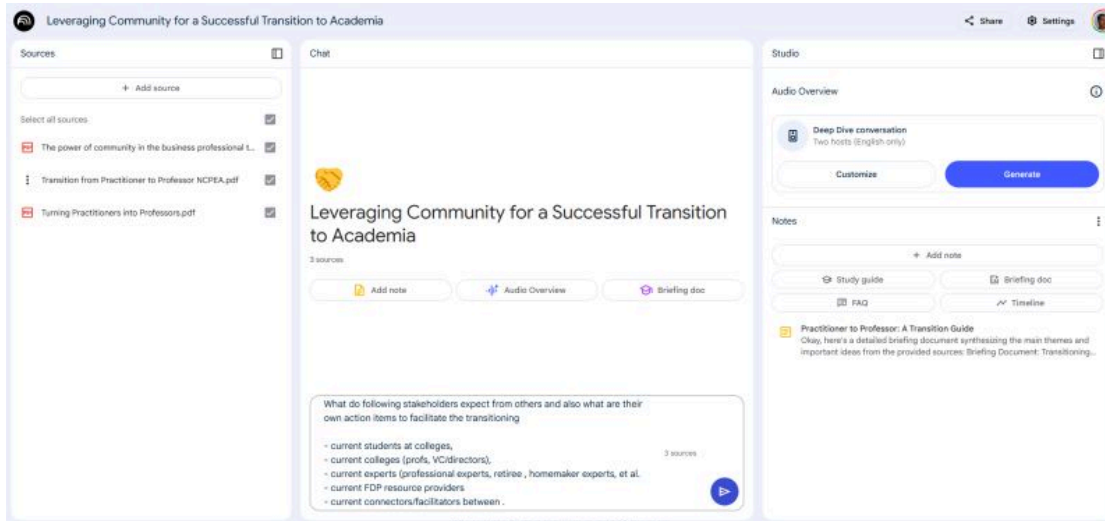 Leveraging Community for a Successful Transition to Academia
Share
Settings
Sources
+ Add source
Select all sources
The power of community in the business professional t...
Transition from Practitioner to Professor NCPEA.pdf
Turning Practitioners into Professors.pdf
Chat
Leveraging Community for a Successful Transition
to Academia
3 sources
Add note
Audio Overview
Briefing doc
What do following stakeholders expect from others and also what are their
own action items to facilitate the transitioning
- current students at colleges,
- current colleges (profs, VC/directors),
- current experts (professional experts, retiree , homemaker experts, et al.
- current FDP resource providers
- current connectors/facilitators between .
3 sources
Studio
Audio Overview
Deep Dive conversation
Two hosts (English only)
Customize
Generate
Notes
+ Add note
Study guide
Briefing doc
FAQ
Timeline
Practitioner to Professor: A Transition Guide
Okay, here's a detailed briefing document synthesizing the main themes and
important ideas from the provided sources: Briefing Document: Transitioning...